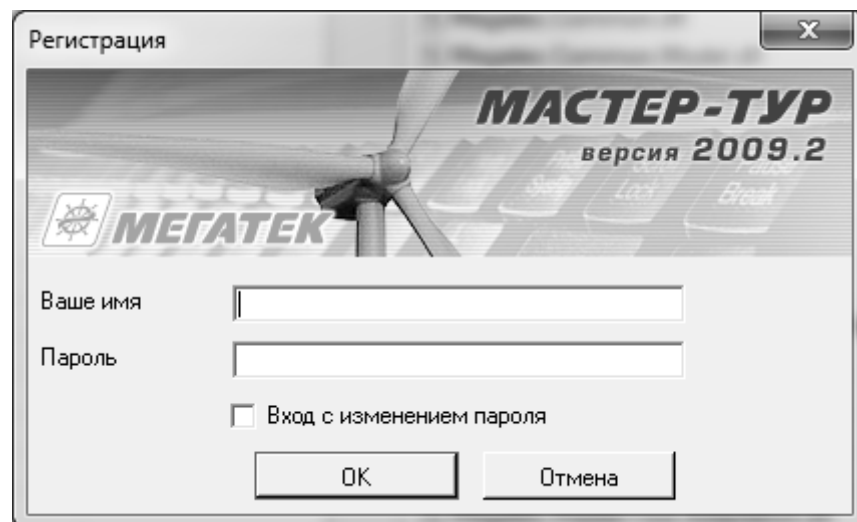 Регистрация
МАСТЕР-ТУР
версия 2009.2
МЕГАТЕК
Ваше имя
Пароль
Вход с изменением пароля
OK
Отмена